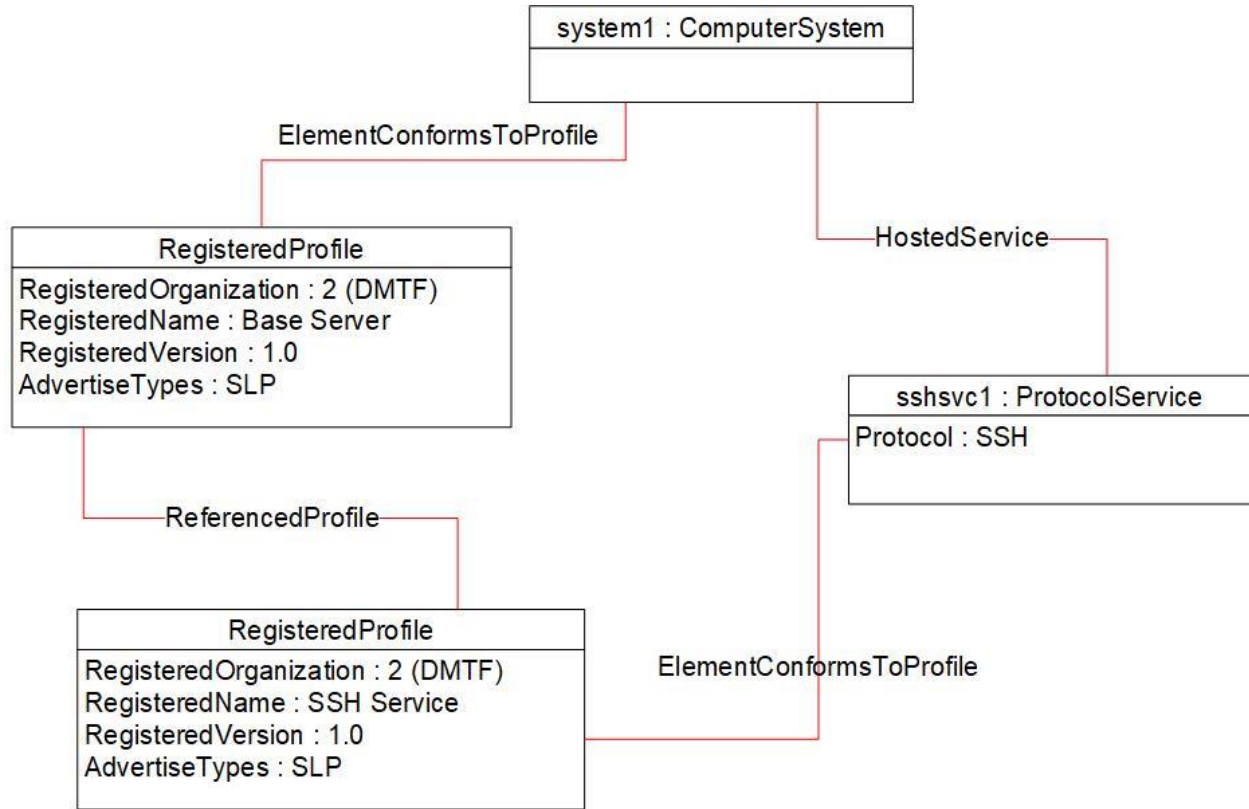 system1 : ComputerSystem
ElementConformsToProfile
RegisteredProfile
RegisteredOrganization : 2 (DMTF)
RegisteredName : Base Server
RegisteredVersion : 1.0
AdvertiseTypes : SLP
HostedService
sshsvc1 : ProtocolService
Protocol : SSH
ReferencedProfile
RegisteredProfile
RegisteredOrganization : 2 (DMTF)
RegisteredName : SSH Service
RegisteredVersion : 1.0
AdvertiseTypes : SLP
ElementConformsToProfile